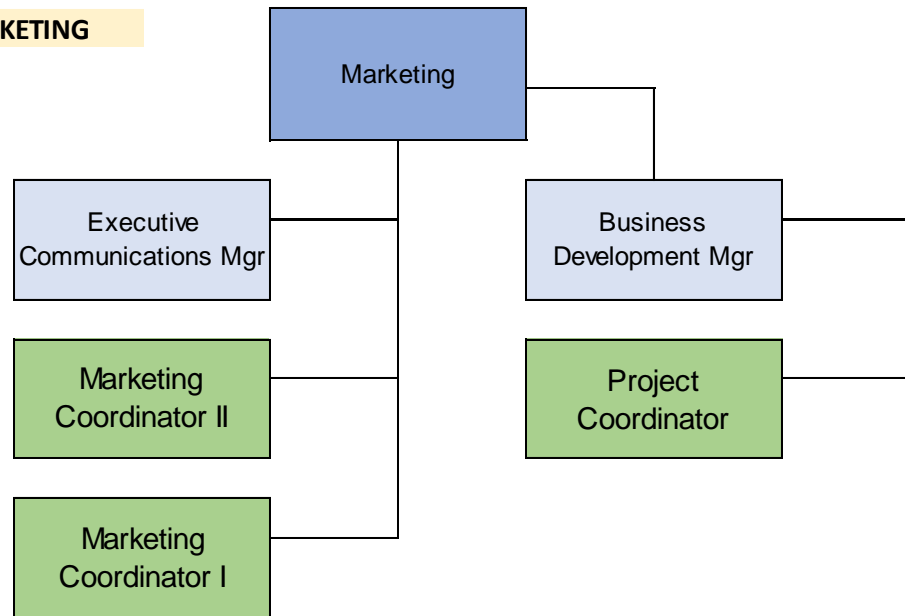 KETING
Marketing
Executive
Communications Mgr
Business
Development Mgr
Marketing
Coordinator II
Project
Coordinator
Marketing
Coordinator I